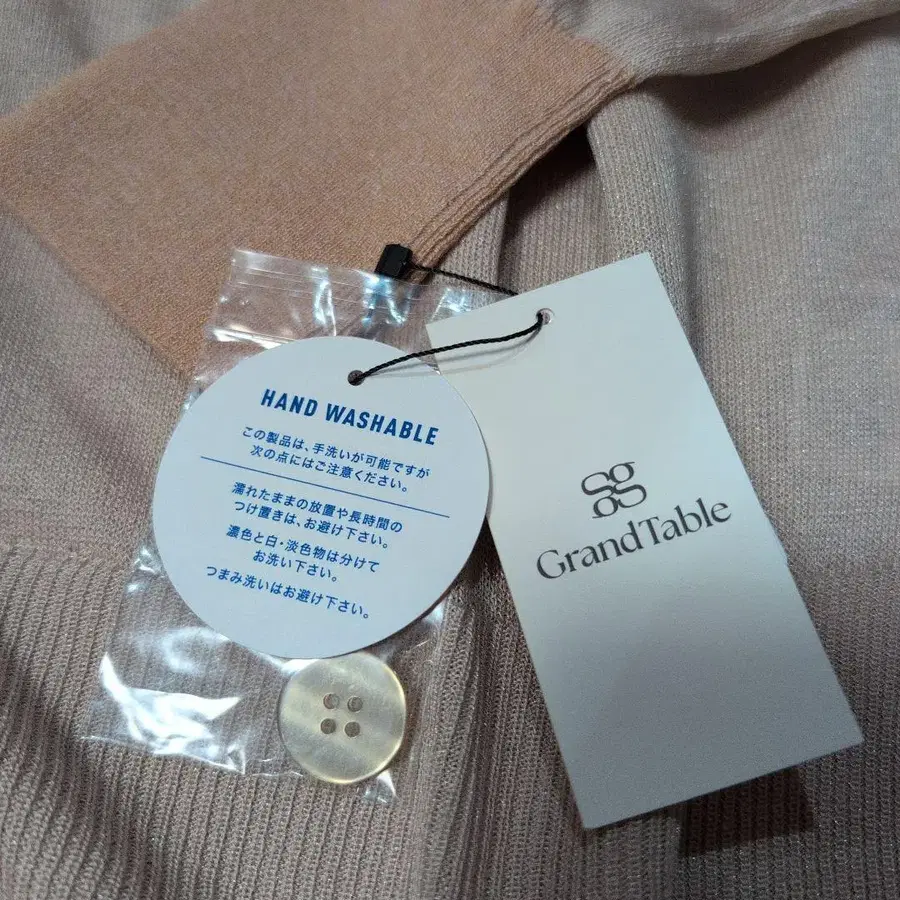 HAND WASHABLE
この製品は、手洗いが可能ですが
次の点にはご注意ください。
濡れたままの放置や長時間の
つけ置きは、お避け下さい。
濃色と白・淡色物は分けて
お洗い下さい。
つまみ洗いはお避け下さい。
gg
GrandTable